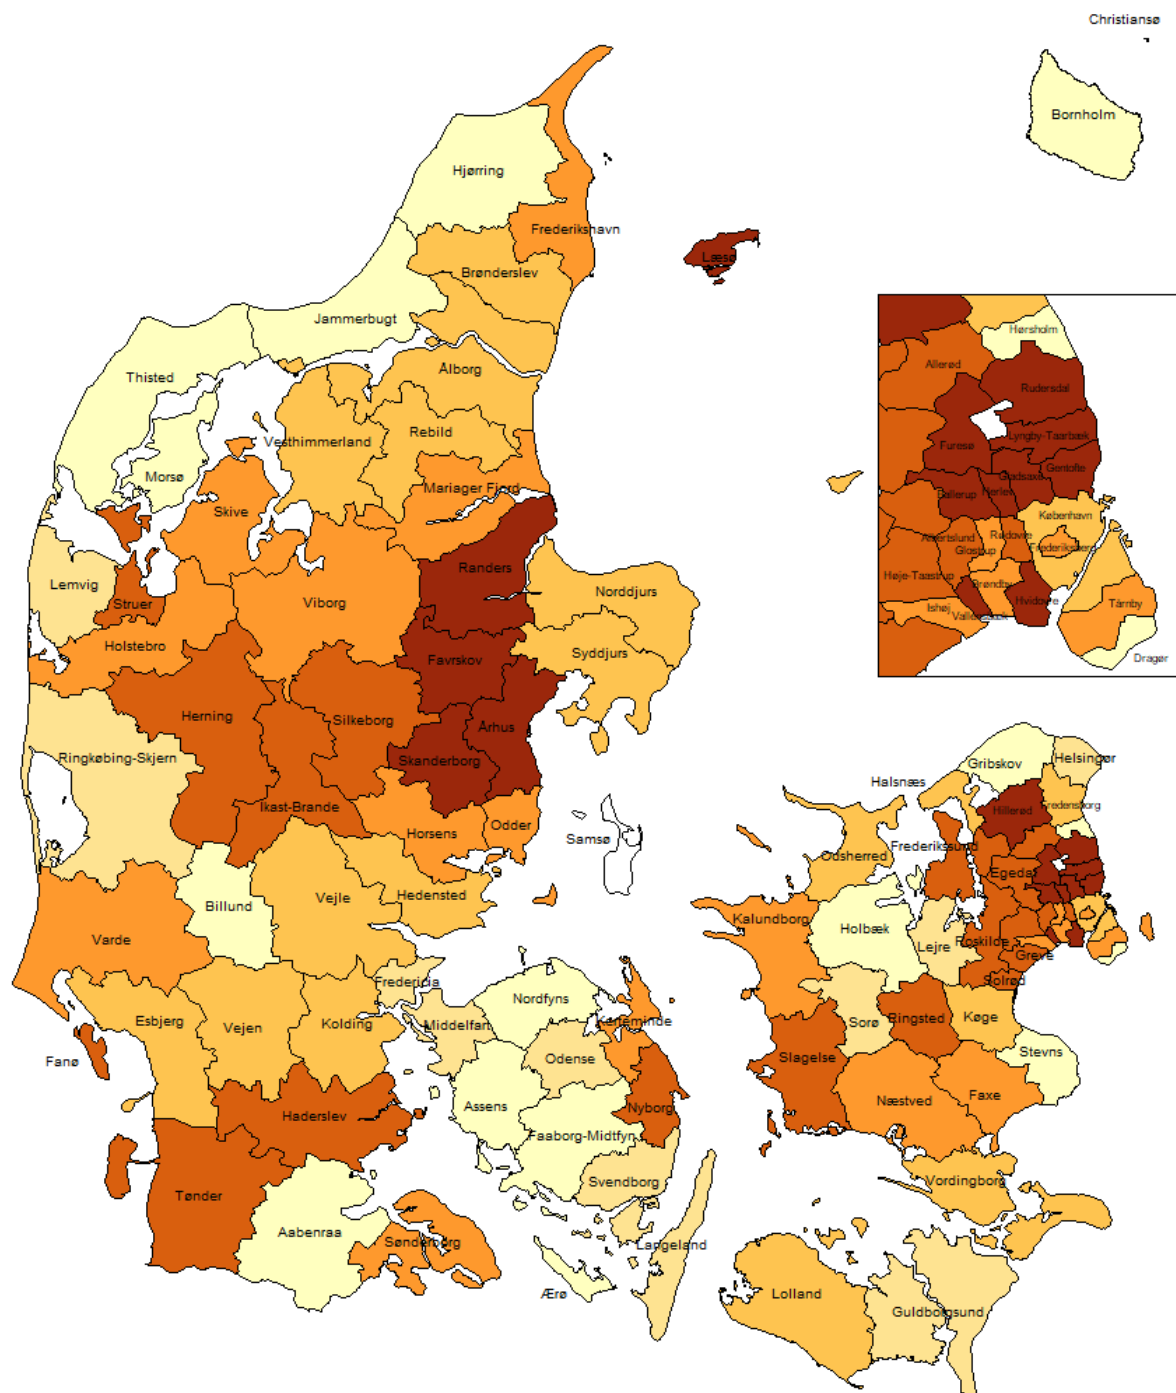 Christiansø
Bornholm
Hjørring
Frederikshavn
Læsø
Brønderslev
Jammerbugt
Hørsholm
Allerød
Thisted
Ålborg
Rudersdal
Rebild
Vesthimmerland
Lyngby-Taarbæk
Furesø
Gentofte
Gladsaxe
Morsø
Mariager Fjord
Ballerup
Herlev
Skive
København
Albertslund
Rødovre
Frederiksberg
Glostrup
Randers
Høje-Taastrup
Lemvig
Norddjurs
Brøndby
Struer
Viborg
Hvidovre
Tårnby
Ishøj
Vallensbæk
Holstebro
Favrskov
Syddjurs
Dragør
Herning
Silkeborg
Århus
Ringkøbing-Skjern
Skanderborg
Helsingør
Gribskov
Halsnæs
Ikast-Brande
Fredensborg
Hillerød
Horsens
Odder
Samsø
Frederikssund
Odsherred
Egedal
Billund
Vejle
Hedensted
Kalundborg
Holbæk
Varde
Lejre
Roskilde
Greve
Fredericia
Solrød
Nordfyns
Esbjerg
Vejen
Kolding
Middelfart
Kerteminde
Sorø
Ringsted
Køge
Stevns
Fanø
Odense
Slagelse
Haderslev
Assens
Nyborg
Næstved
Faxe
Faaborg-Midtfyn
Svendborg
Vordingborg
Tønder
Aabenraa
Sønderborg
Langeland
Ærø
Lolland
Guldborgsund